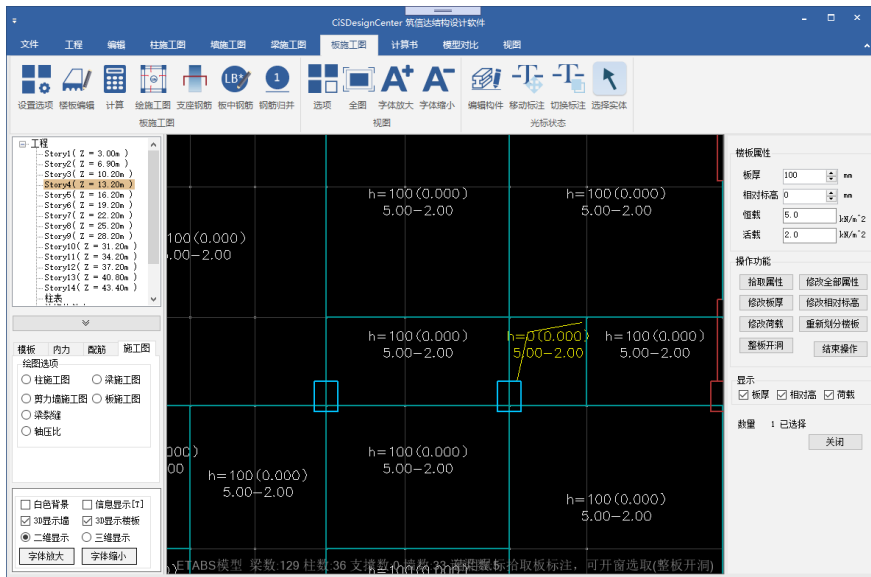 CiSDesignCenter 筑信达结构设计软件
文件 工程 编辑 柱施工图 墙施工图 梁施工图 板施工图 计算书 模型对比 视图
LB 1
设置选项 楼板编辑 计算 绘施工图 支座钢筋 板中钢筋 钢筋归并 选项 全图 字体放大 字体缩小 编辑构件 移动标注 切换标注 选择实体
板施工图 视图 光标状态
工程
Story1( Z = 3.00m )
Story2( Z = 6.90m )
Story3( Z = 10.20m )
Story4( Z = 13.20m )
Story5( Z = 16.20m )
Story6( Z = 19.20m )
Story7( Z = 22.20m )
Story8( Z = 25.20m )
Story9( Z = 28.20m )
Story10( Z = 31.20m )
Story11( Z = 34.20m )
Story12( Z = 37.20m )
Story13( Z = 40.80m )
Story14( Z = 43.40m )
柱表
模板 内力 配筋 施工图
绘图选项
柱施工图 梁施工图
剪力墙施工图 板施工图
梁裂缝
轴压比
白色背景 信息显示[T]
3D显示墙 3D显示楼板
二维显示 三维显示
字体放大 字体缩小
h=100(0.000) h=100(0.000)
5.00-2.00 5.00-2.00
100(0.000)
.00-2.00
h=100(0.000) h=0(0.000) h=100(0.000)
5.00-2.00 5.00-2.00 5.00-2.00
00) h=100(0.000)
00 5.00-2.00
h=100(0.000)
5.00-2.00
h=100(0.000)
5.00-2.00
ETABS模型 梁数:129 柱数:36 支撑数:0 墙数:33 标拾取板标注，可开窗选取(整板开洞)
h=100(0.000)
楼板属性
板厚 100 mm
相对标高 0 mm
恒载 5.0 kN/m^2
活载 2.0 kN/m^2
操作功能
拾取属性 修改全部属性
修改板厚 修改相对标高
修改荷载 重新划分楼板
整板开洞 结束操作
显示
板厚 相对高 荷载
数量 1 已选择
关闭